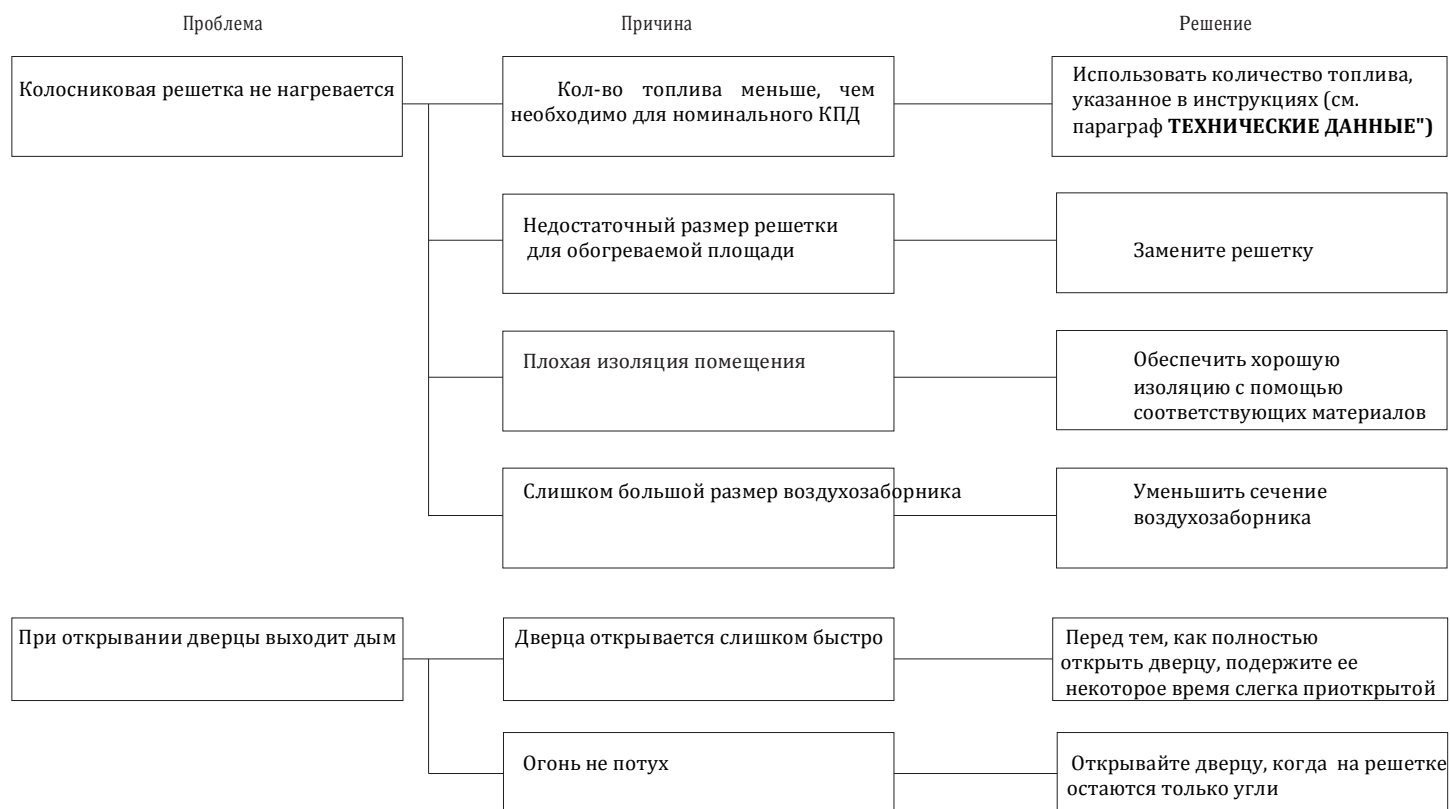 Проблема Причина Решение
Колосниковая решетка не нагревается
Кол-во топлива меньше, чем
необходимо для номинального КПД
Использовать количество топлива,
указанное в инструкциях (см.
параграф ТЕХНИЧЕСКИЕ ДАННЫЕ")
Недостаточный размер решетки
для обогреваемой площади
Замените решетку
Плохая изоляция помещения
Обеспечить хорошую
изоляцию с помощью
соответствующих материалов
Слишком большой размер воздухозаборника
Уменьшить сечение
воздухозаборника
При открывании дверцы выходит дым
Дверца открывается слишком быстро
Перед тем, как полностью
открыть дверцу, подержите ее
некоторое время слегка приоткрытой
Огонь не потух
Открывайте дверцу, когда на решетке
остаются только угли